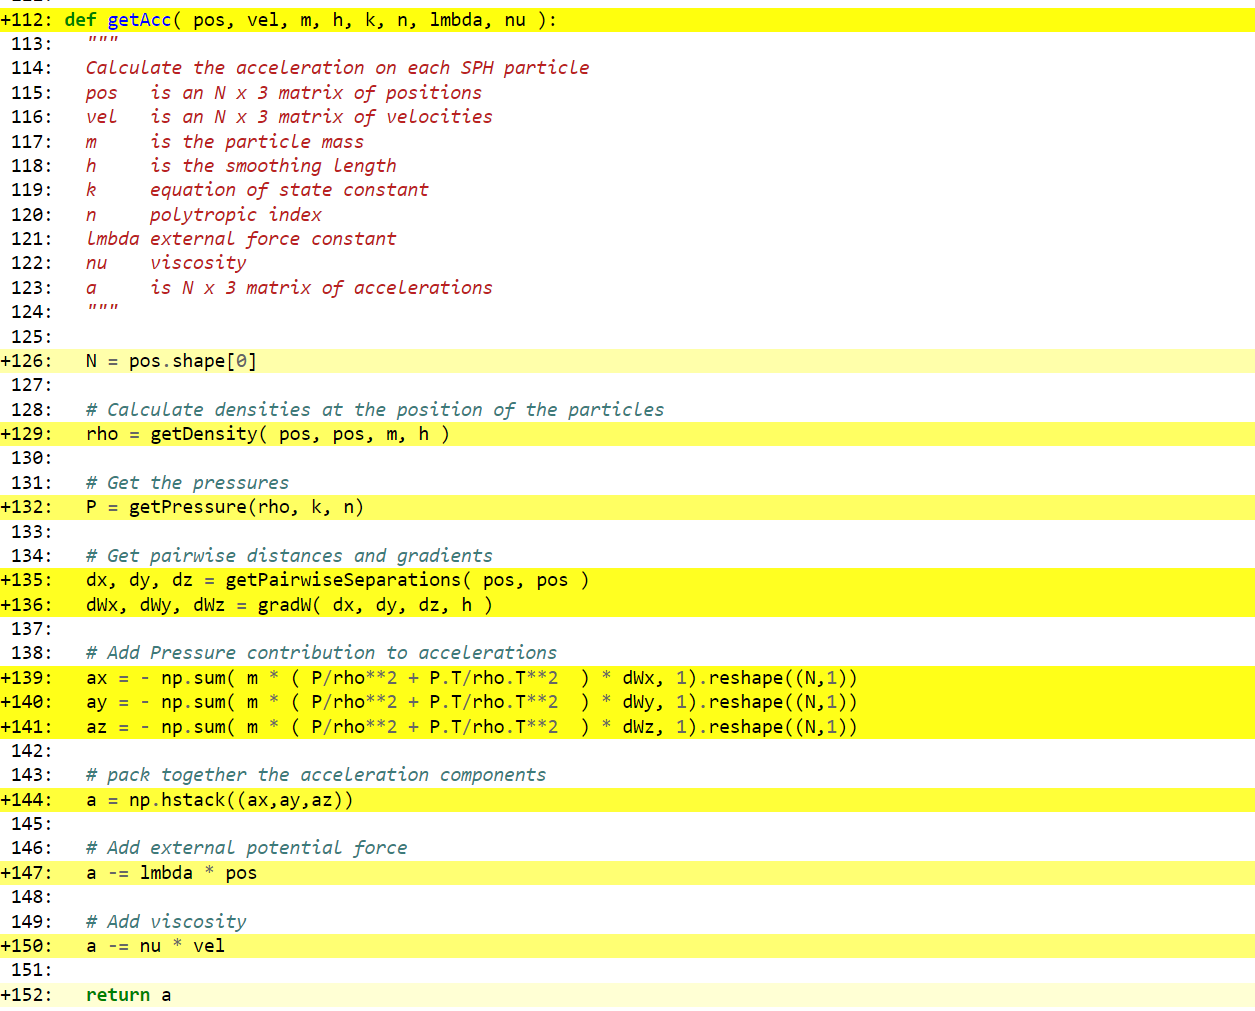 +112: def getAcc( pos, vel, m, h, k, n, lmbda, nu ):
113:   """
114:   Calculate the acceleration on each SPH particle
115:   pos   is an N x 3 matrix of positions
116:   vel   is an N x 3 matrix of velocities
117:   m     is the particle mass
118:   h     is the smoothing length
119:   k     equation of state constant
120:   n     polytropic index
121:   lmbda external force constant
122:   nu    viscosity
123:   a     is N x 3 matrix of accelerations
124:   """
125:
+126:   N = pos.shape[0]
127:
128:   # Calculate densities at the position of the particles
+129:   rho = getDensity( pos, pos, m, h )
130:
131:   # Get the pressures
+132:   P = getPressure(rho, k, n)
133:
134:   # Get pairwise distances and gradients
+135:   dx, dy, dz = getPairwiseSeparations( pos, pos )
+136:   dWx, dWy, dWz = gradW( dx, dy, dz, h )
137:
138:   # Add Pressure contribution to accelerations
+139:   ax = - np.sum( m * ( P/rho**2 + P.T/rho.T**2  ) * dWx, 1).reshape((N,1))
+140:   ay = - np.sum( m * ( P/rho**2 + P.T/rho.T**2  ) * dWy, 1).reshape((N,1))
+141:   az = - np.sum( m * ( P/rho**2 + P.T/rho.T**2  ) * dWz, 1).reshape((N,1))
142:
143:   # pack together the acceleration components
+144:   a = np.hstack((ax,ay,az))
145:
146:   # Add external potential force
+147:   a -= lmbda * pos
148:
149:   # Add viscosity
+150:   a -= nu * vel
151:
+152:   return a